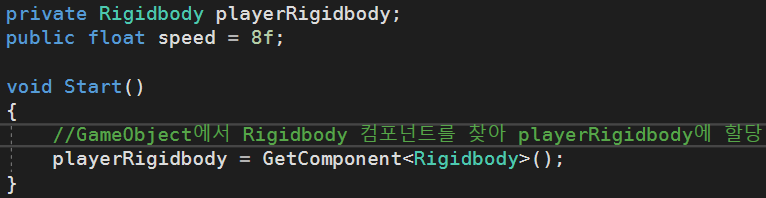 private Rigidbody playerRigidbody;
public float speed = 8f;
void Start()
{
//GameObject에서 Rigidbody 컴포넌트를 찾아 playerRigidbody에 할당
playerRigidbody = GetComponent<Rigidbody>();
}